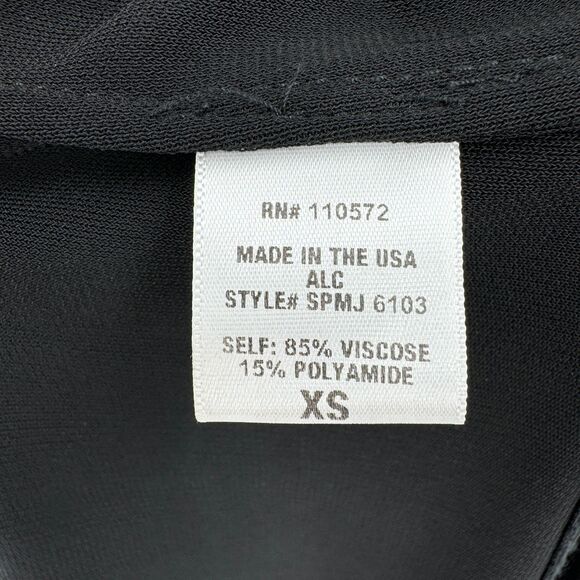 RN# 110572
MADE IN THE USA
ALC
STYLE# SPMJ 6103
SELF: 85% VISCOSE
15% POLYAMIDE
XS